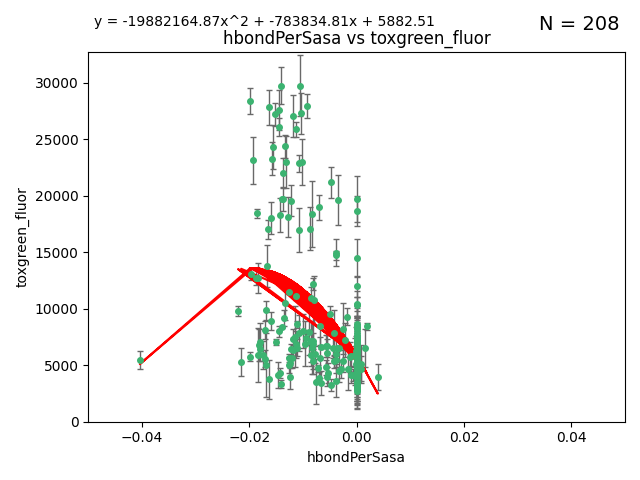 y = -19882164.87x^2 + -783834.81x + 5882.51
N = 208
hbondPerSasa vs toxgreen_fluor
30000
25000
20000
15000
10000
5000
0
toxgreen_fluor
−0.04
−0.02
0.00
0.02
0.04
hbondPerSasa